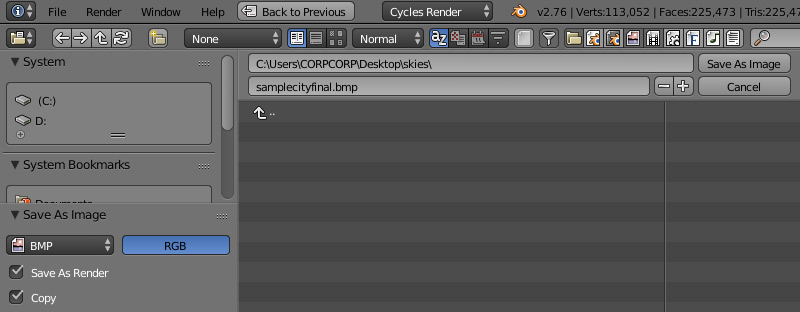 File Render Window Help Back to Previous Cycles Render v2.76 | Verts:113,052 | Faces:225,473 | Tris:225,47
None Normal
System
C:\Users\CORPCORP\Desktop\skies\ Save As Image
samplecityfinal.bmp Cancel
(C:)
..
D:
System Bookmarks
Documents
Save As Image
BMP RGB
Save As Render
Copy